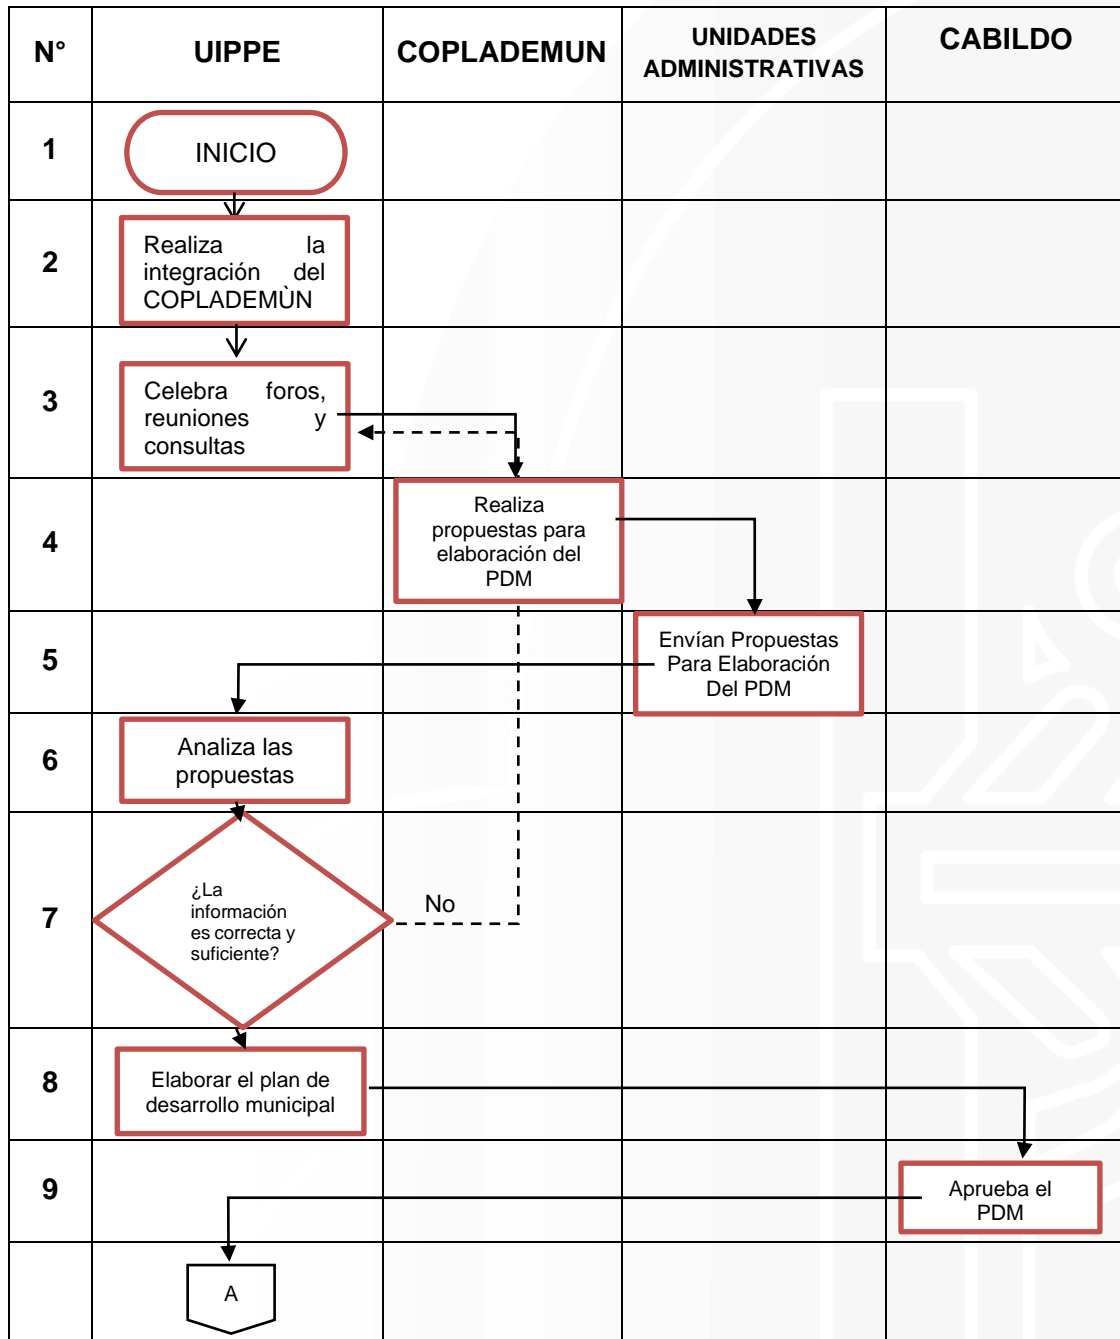 N°
UIPPE
COPLADEMUN
UNIDADES
ADMINISTRATIVAS
CABILDO
1
INICIO
2
Realiza la
integración del
COPLADEMÙN
3
Celebra foros,
reuniones y
consultas
4
Realiza
propuestas para
elaboración del
PDM
5
Envían Propuestas
Para Elaboración
Del PDM
6
Analiza las
propuestas
7
¿La
información
es correcta y
suficiente?
No
8
Elaborar el plan de
desarrollo municipal
9
Aprueba el
PDM
A